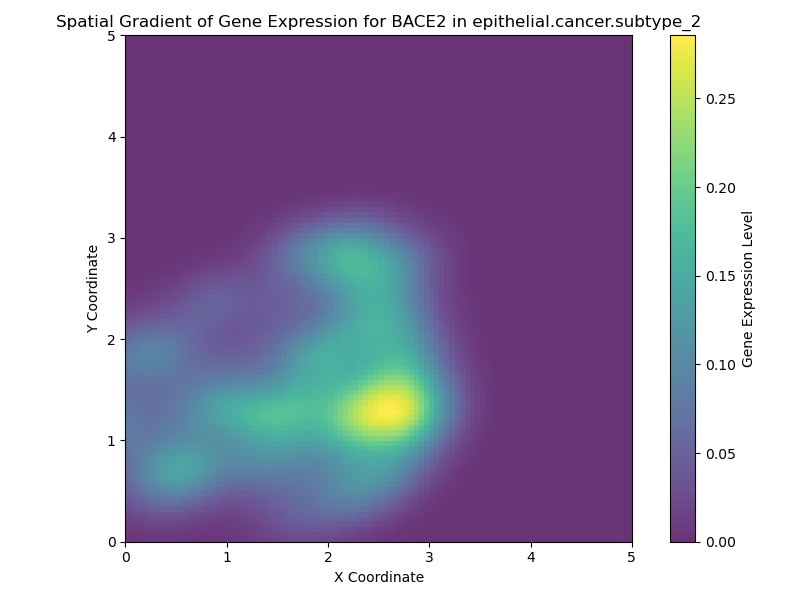 Spatial Gradient of Gene Expression for BACE2 in epithelial.cancer.subtype_2
5
4
3
2
1
0
Y Coordinate
0 1 2 3 4 5
X Coordinate
0.25
0.20
0.15
0.10
0.05
0.00
Gene Expression Level